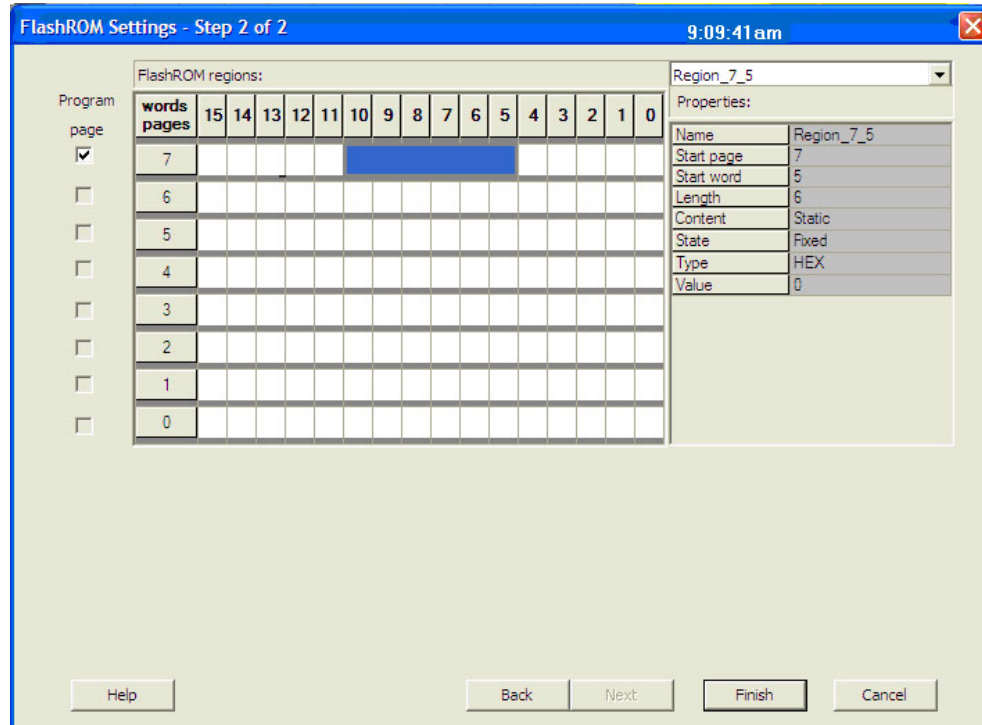 FlashROM Settings - Step 2 of 2
9:09:41am
FlashROM regions:
Region_7_5
Program
page
words
pages
15 14 13 12 11 10 9 8 7 6 5 4 3 2 1 0
Properties:
Name Region_7_5
7
Start page 7
Start word 5
6
Length 6
Content Static
5
State Fixed
Type HEX
4
Value 0
3
2
1
0
Help
Back
Next
Finish
Cancel